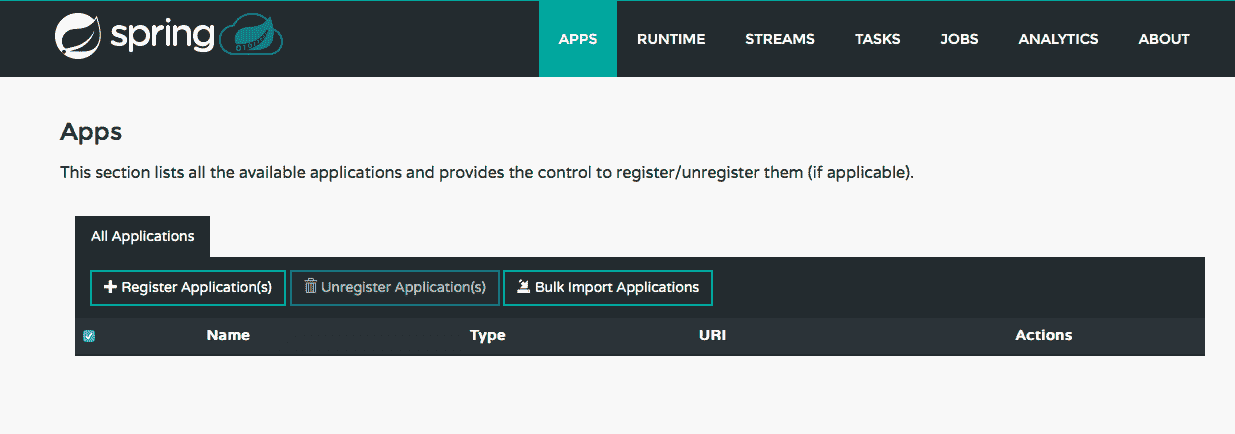 spring
APPS RUNTIME STREAMS TASKS JOBS ANALYTICS ABOUT
Apps
This section lists all the available applications and provides the control to register/unregister them (if applicable).
All Applications
Register Application(s) Unregister Application(s) Bulk Import Applications
Name Type URI Actions